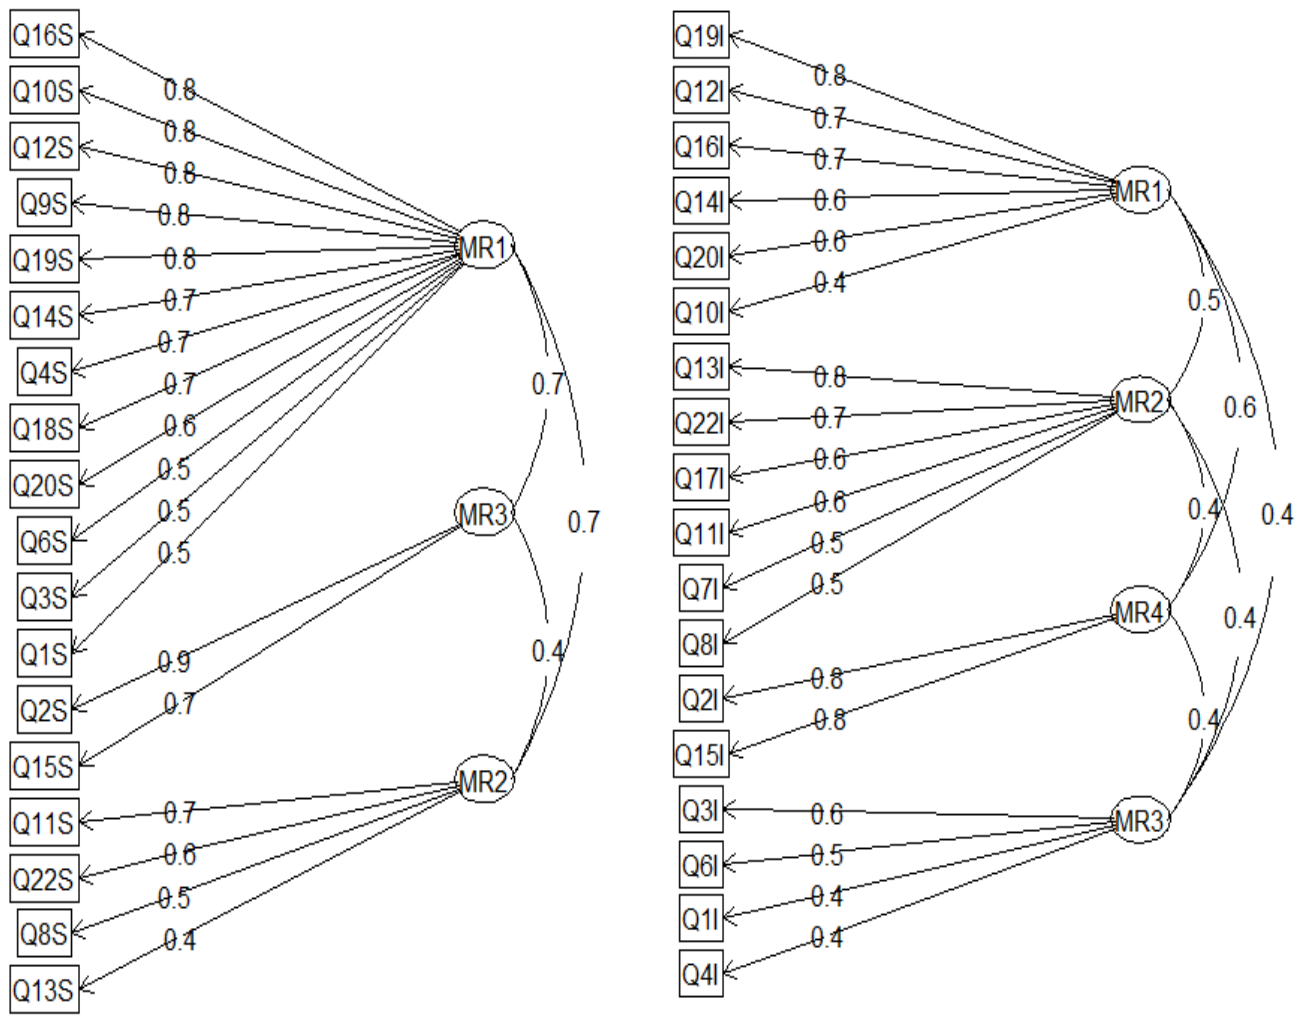 Q16S
Q10S
Q12S
Q9S
Q19S
Q14S
Q4S
Q18S
Q20S
Q6S
Q3S
Q1S
Q2S
Q15S
Q11S
Q22S
Q8S
Q13S
0.8
0.8
0.8
0.8
0.8
0.7
0.7
0.7
0.6
0.5
0.5
0.5
0.9
0.7
0.7
0.6
0.5
0.4
MR1
MR3
MR2
0.7
0.7
0.4
Q19I
Q12I
Q16I
Q14I
Q20I
Q10I
Q13I
Q22I
Q17I
Q11I
Q7I
Q8I
Q2I
Q15I
Q3I
Q6I
Q1I
Q4I
0.8
0.7
0.7
0.6
0.6
0.4
0.8
0.7
0.6
0.6
0.5
0.5
0.8
0.8
0.6
0.5
0.4
0.4
MR1
MR2
MR4
MR3
0.5
0.6
0.4
0.4
0.4
0.4